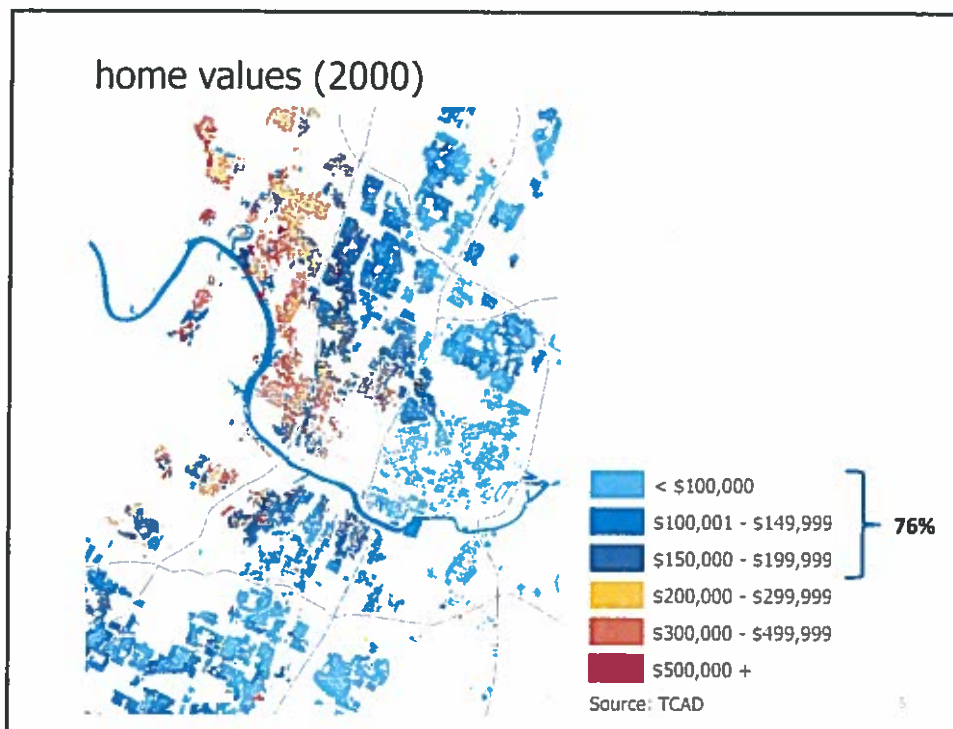 home values (2000)
< $100,000
$100,001 - $149,999
76%
$150,000 - $199,999
$200,000 - $299,999
$300,000 - $499,999
$500,000 +
Source: TCAD
5